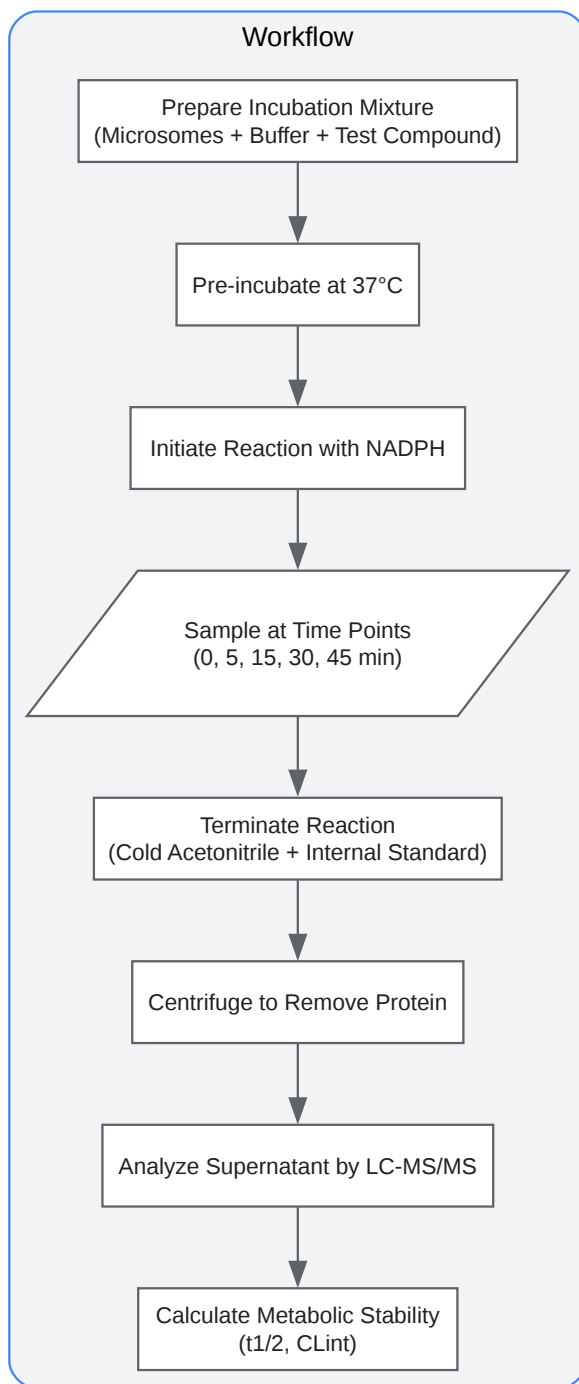 Workflow
Prepare Incubation Mixture
(Microsomes + Buffer + Test Compound)
Pre-incubate at 37°C
Initiate Reaction with NADPH
Sample at Time Points
(0, 5, 15, 30, 45 min)
Terminate Reaction
(Cold Acetonitrile + Internal Standard)
Centrifuge to Remove Protein
Analyze Supernatant by LC-MS/MS
Calculate Metabolic Stability
(t1/2, CLint)